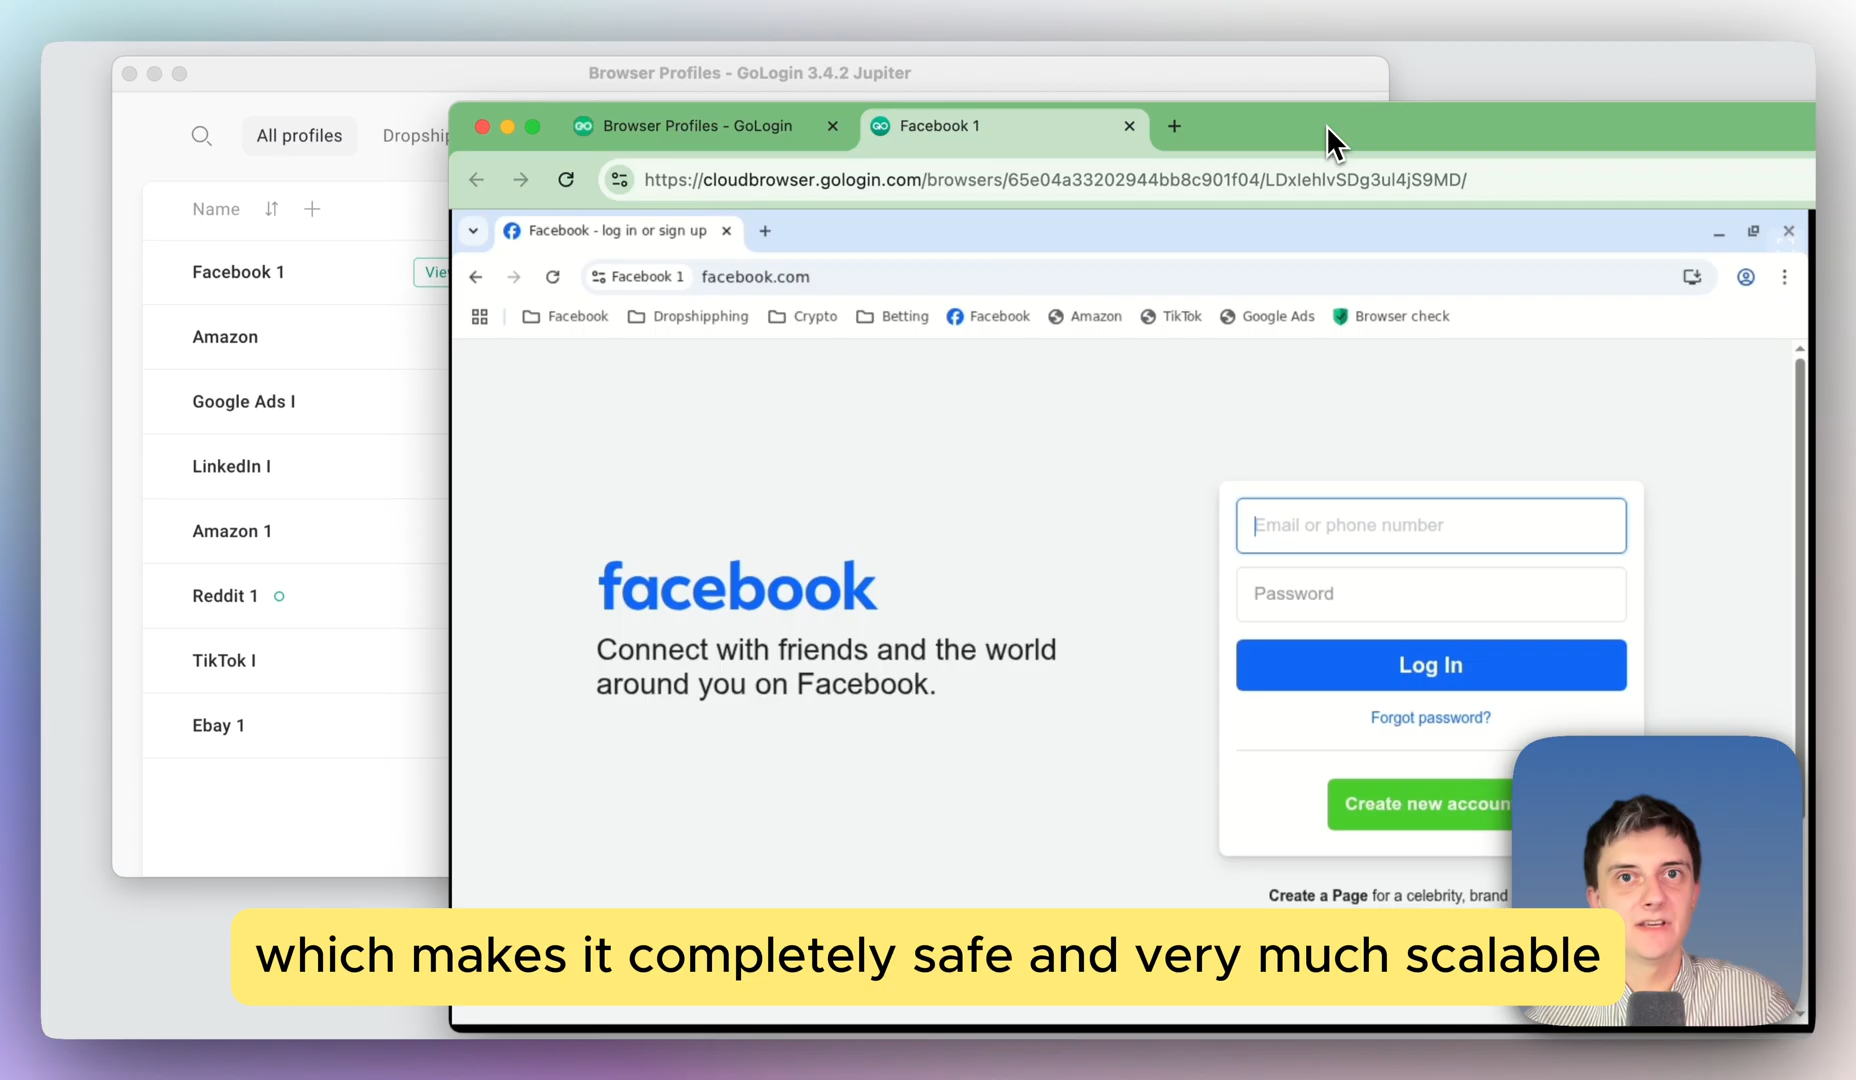 Browser Profiles - GoLogin 3.4.2 Jupiter
All profiles
Dropship
Name
Facebook 1
Vie
Amazon
Google Ads I
LinkedIn I
Amazon 1
Reddit 1
TikTok I
Ebay 1
Browser Profiles - GoLogin
Facebook 1
https://cloudbrowser.gologin.com/browsers/65e04a33202944bb8c901f04/LDxIehIvSDg3ul4jS9MD/
Facebook - log in or sign up
Facebook 1 facebook.com
Facebook Dropshipphing Crypto Betting Facebook Amazon TikTok Google Ads Browser check
facebook
Connect with friends and the world
around you on Facebook.
Email or phone number
Password
Log In
Forgot password?
Create new accoun
Create a Page for a celebrity, brand
which makes it completely safe and very much scalable